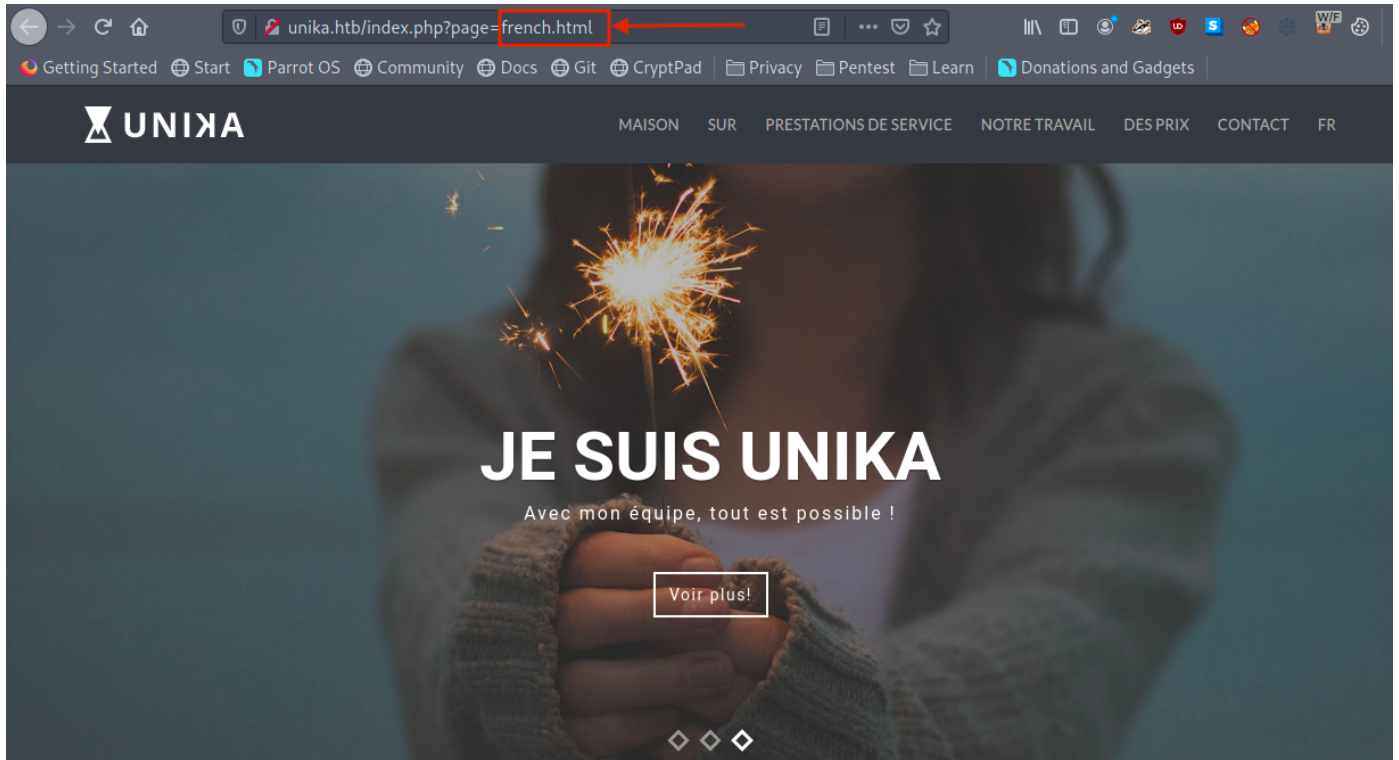 unika.htb/index.php?page=french.html
Getting Started Start Parrot OS Community Docs Git CryptPad Privacy Pentest Learn Donations and Gadgets
UNIKA MAISON SUR PRESTATIONS DE SERVICE NOTRE TRAVAIL DES PRIX CONTACT FR
JE SUIS UNIKA
Avec mon équipe, tout est possible !
Voir plus!